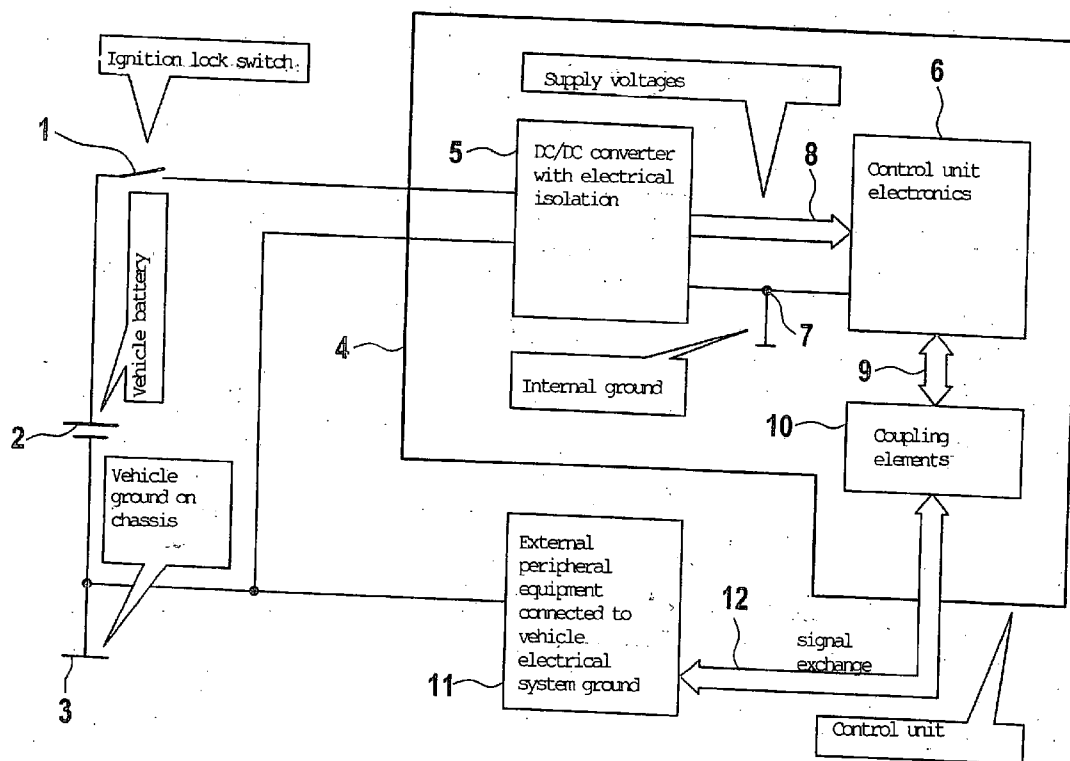 Ignition lock switch
1
Vehicle battery
2
Vehicle
ground on
chassis
3
4
Supply voltages
5
DC/DC converter
with electrical
isolation
6
Control unit
electronics
8
7
Internal ground
9
10
Coupling
elements
External
peripheral
equipment
connected to
vehicle
electrical
system ground
11
12
signal
exchange
Control unit